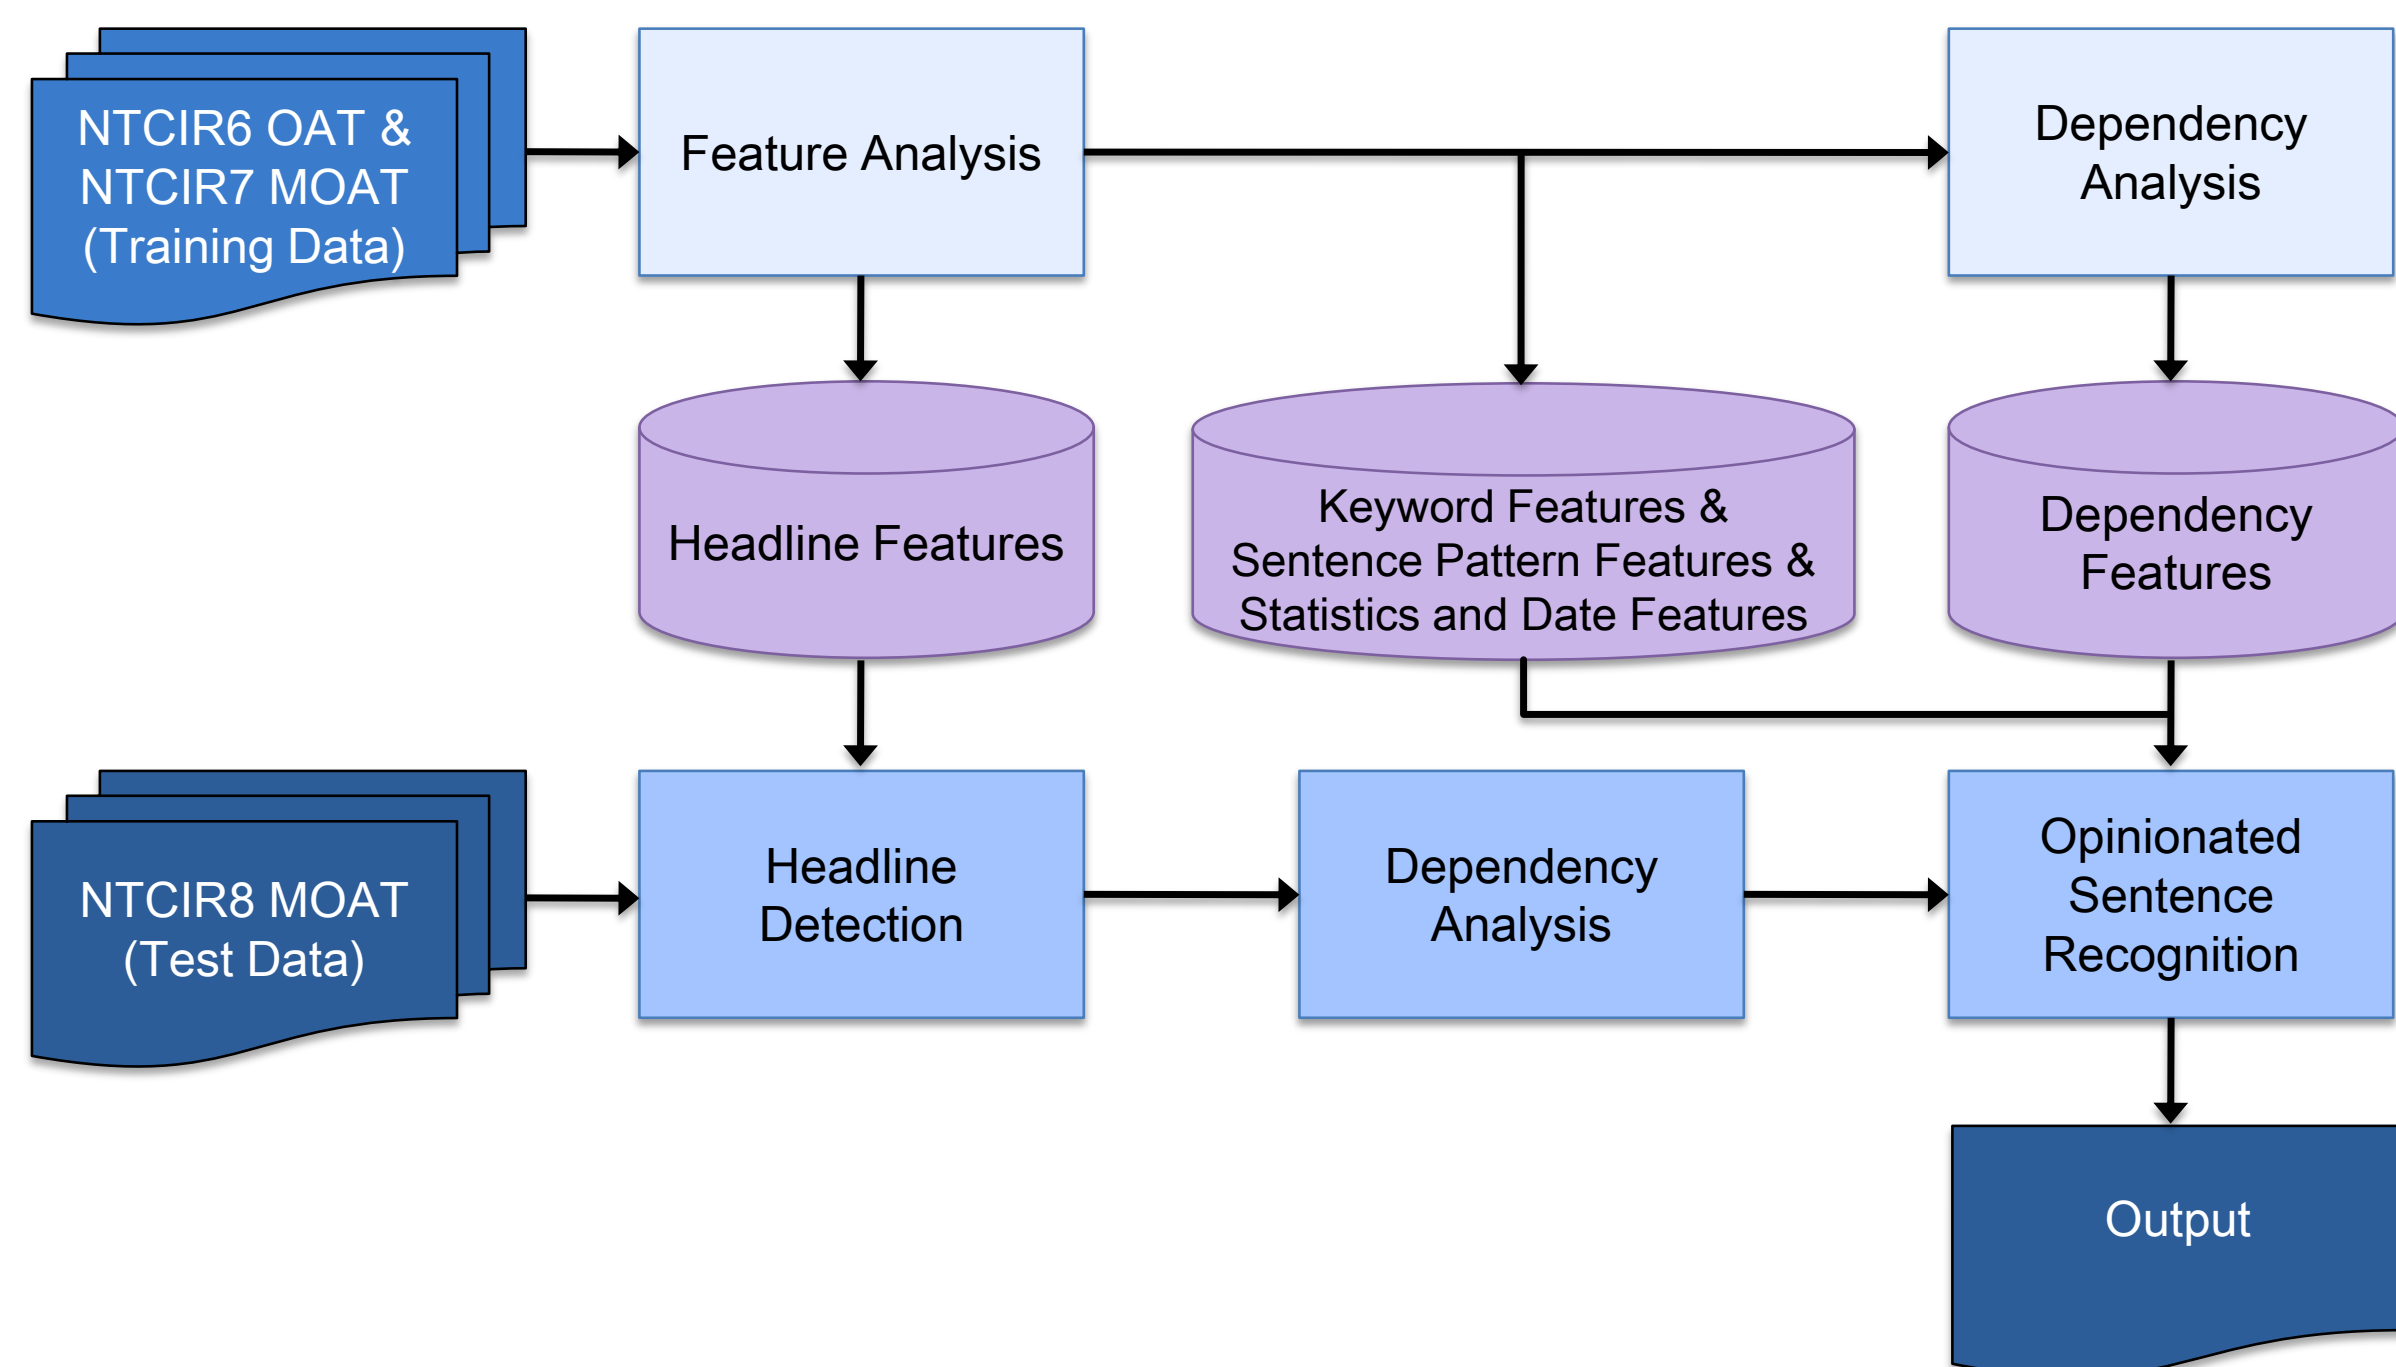 NTCIR6 OAT &
NTCIR7 MOAT
(Training Data)
Feature Analysis
Dependency
Analysis
Headline Features
Keyword Features &
Sentence Pattern Features &
Statistics and Date Features
Dependency
Features
NTCIR8 MOAT
(Test Data)
Headline
Detection
Dependency
Analysis
Opinionated
Sentence
Recognition
Output